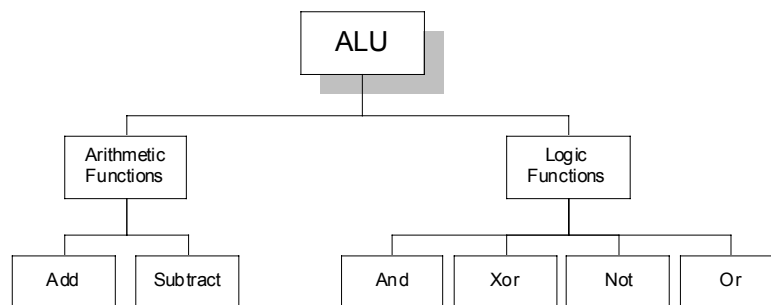 ALU
Arithmetic
Functions
Logic
Functions
Add
Subtract
And
Xor
Not
Or